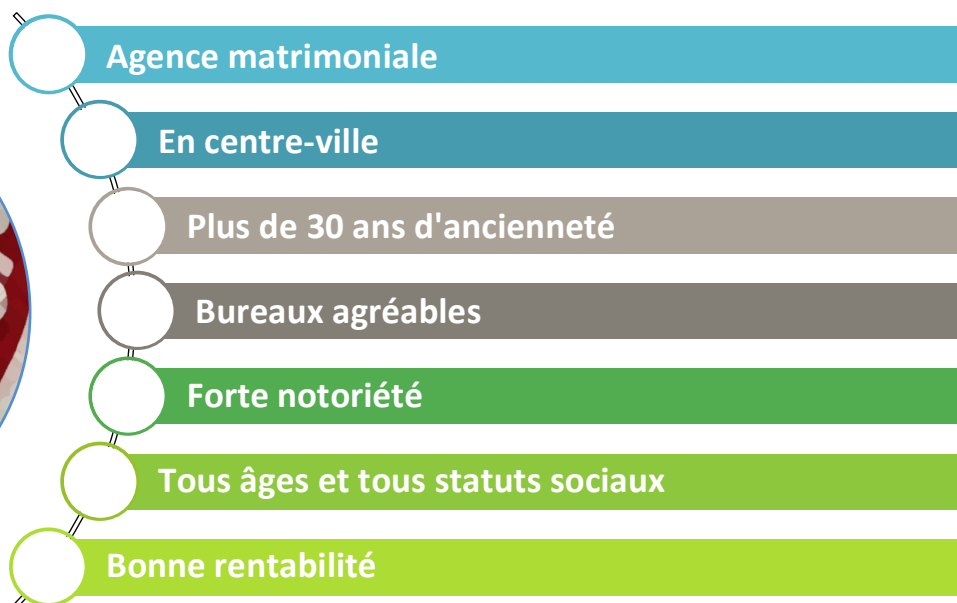 Agence matrimoniale
En centre-ville
Plus de 30 ans d'ancienneté
Bureaux agréables
Forte notoriété
Tous âges et tous statuts sociaux
Bonne rentabilité